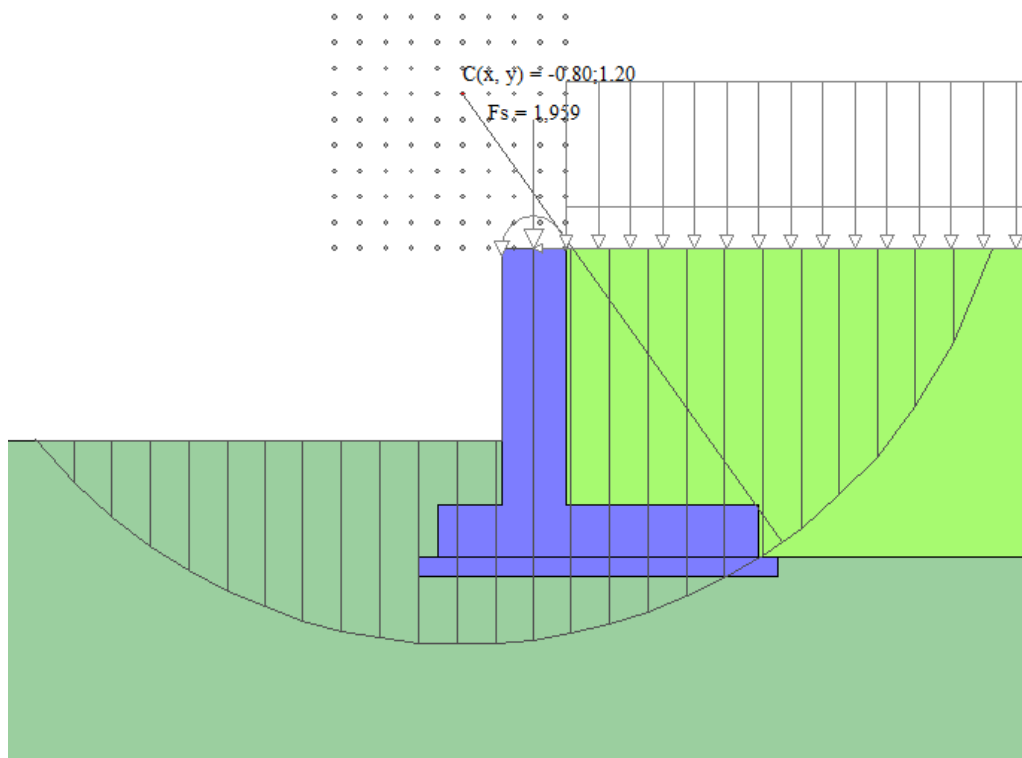 C(x, y) = -0.80;1.20
Fs = 1.959